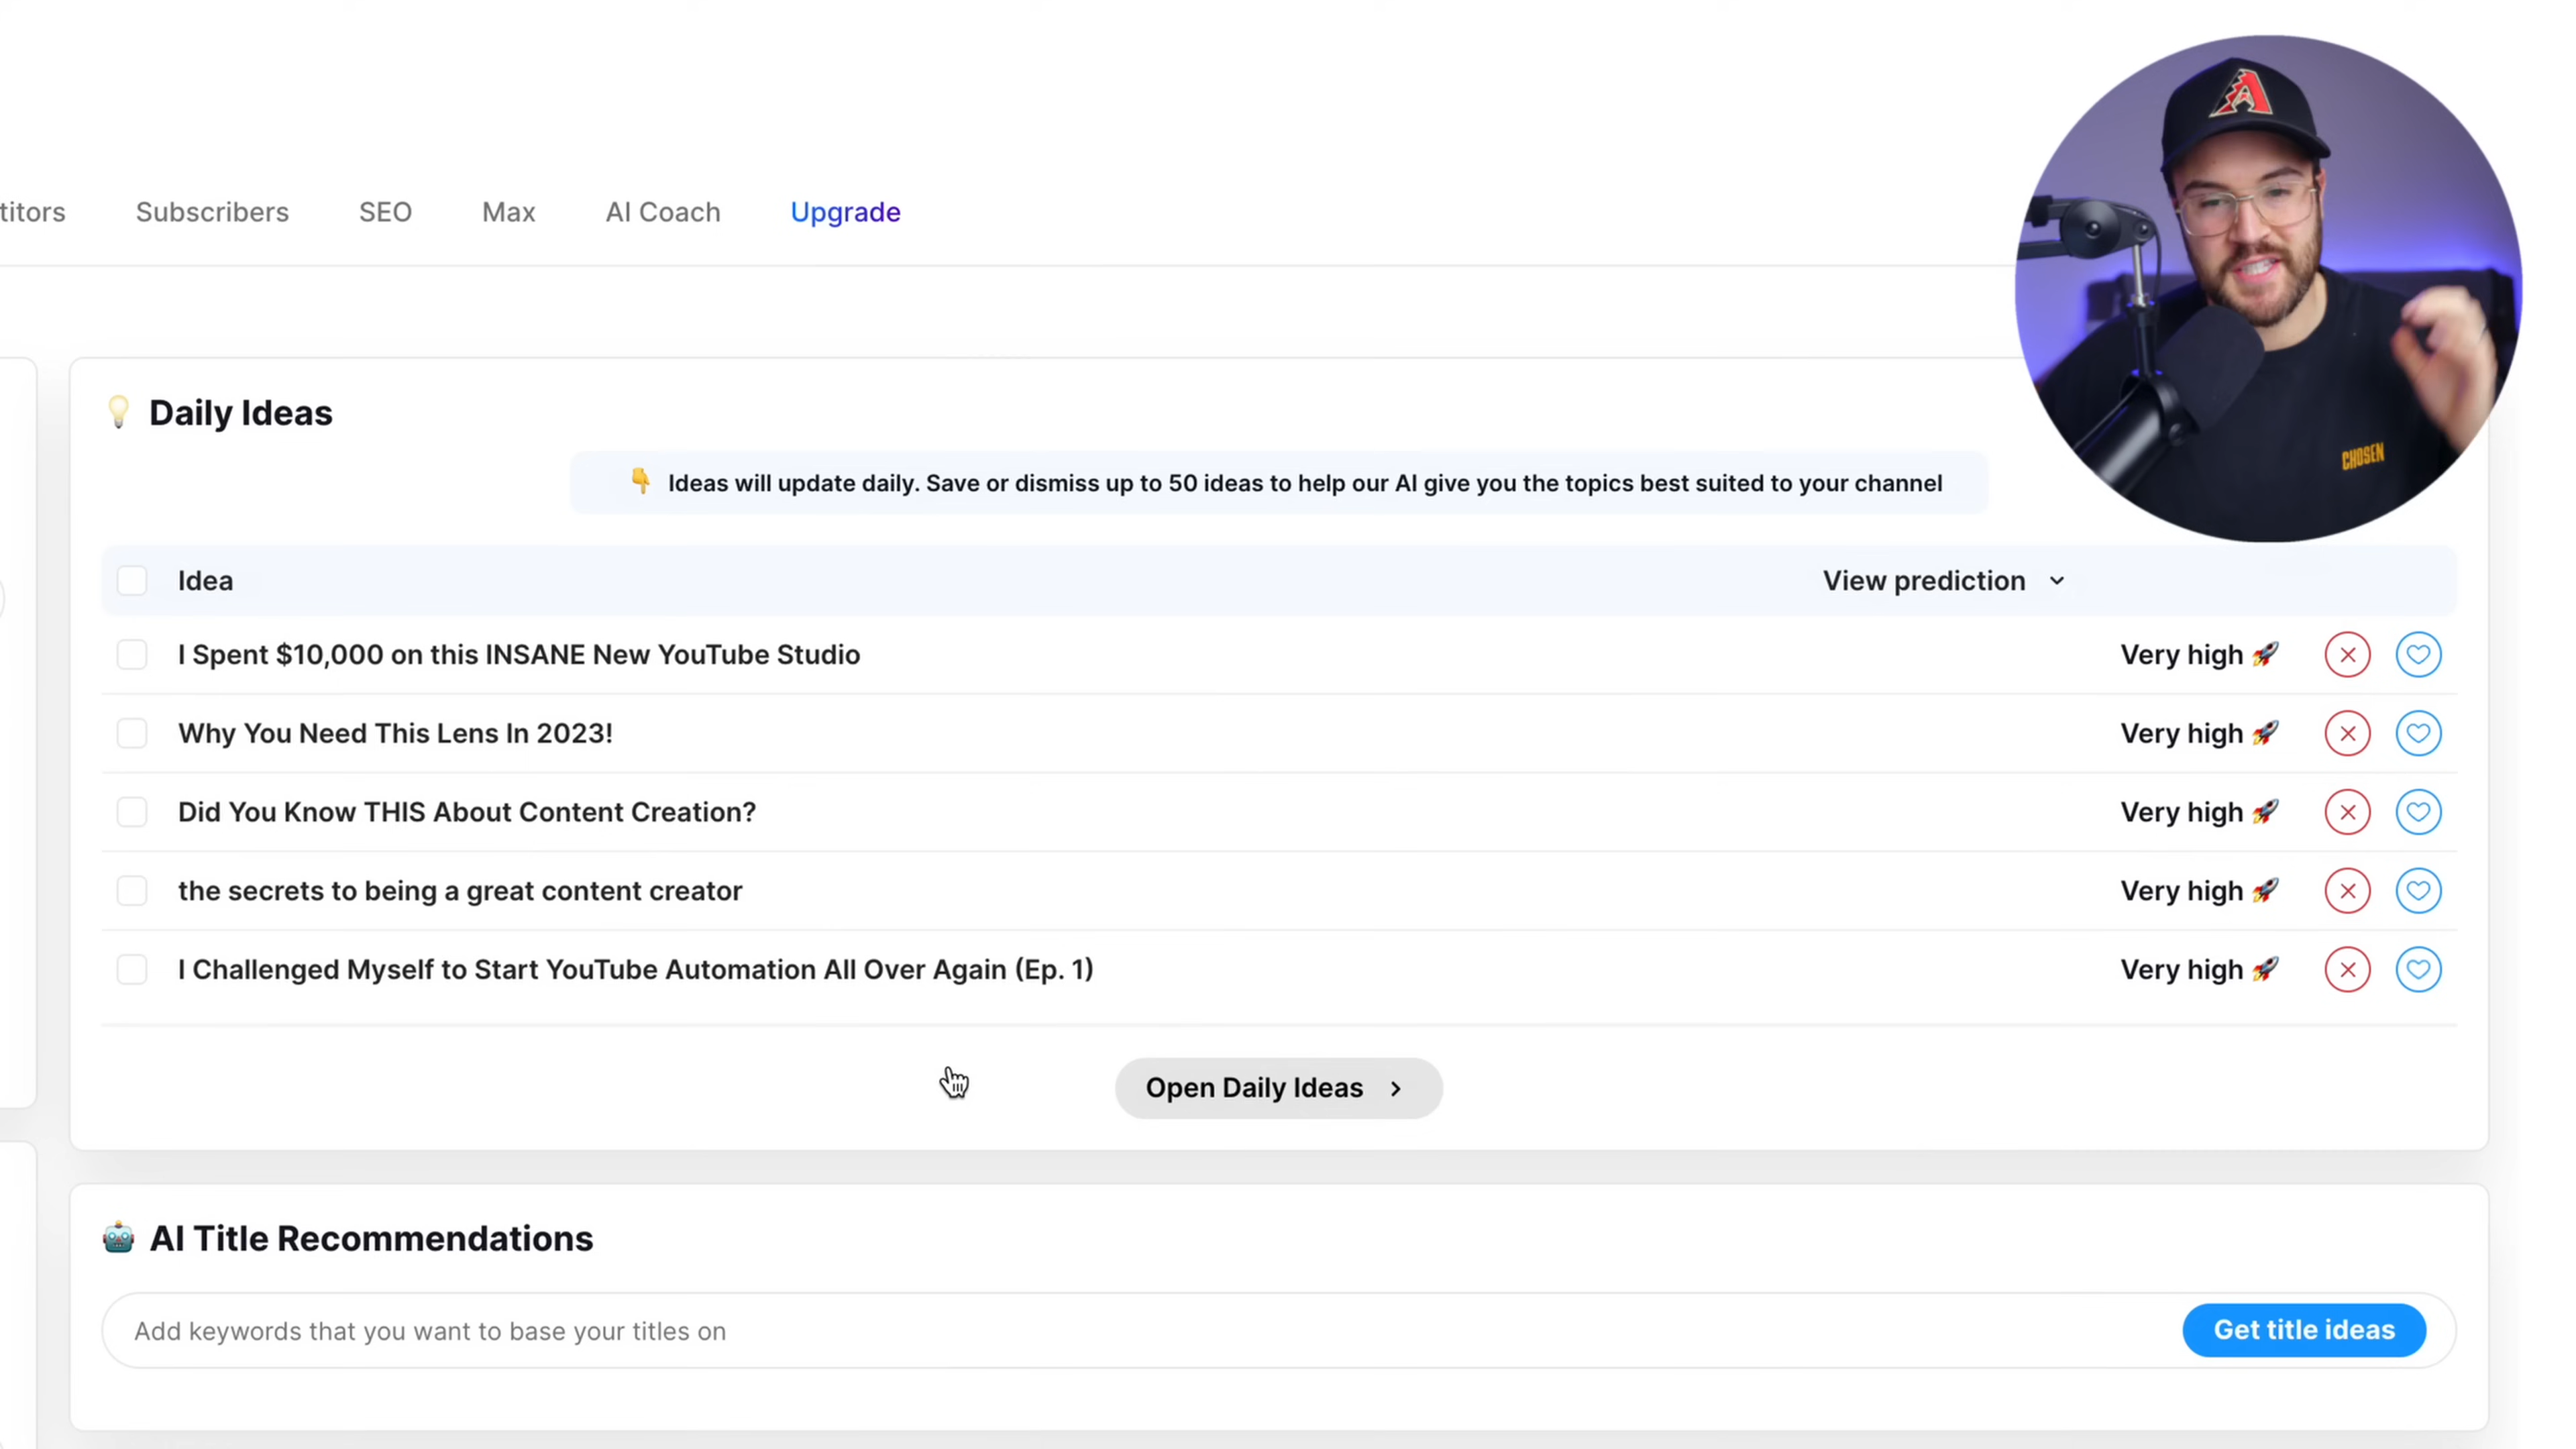 titors
Subscribers
SEO
Max
AI Coach
Upgrade
A
CHOSEN
💡 Daily Ideas
👇 Ideas will update daily. Save or dismiss up to 50 ideas to help our AI give you the topics best suited to your channel
Idea
View prediction
I Spent $10,000 on this INSANE New YouTube Studio
Very high 🚀
Why You Need This Lens In 2023!
Very high 🚀
Did You Know THIS About Content Creation?
Very high 🚀
the secrets to being a great content creator
Very high 🚀
I Challenged Myself to Start YouTube Automation All Over Again (Ep. 1)
Very high 🚀
Open Daily Ideas
🤖 AI Title Recommendations
Add keywords that you want to base your titles on
Get title ideas